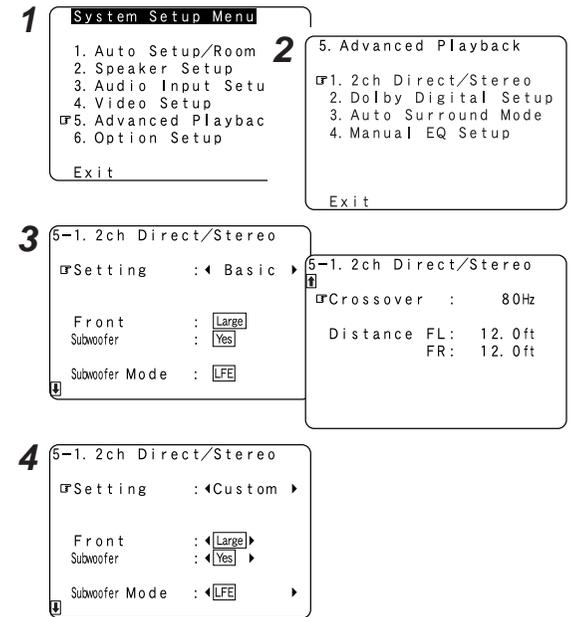 1
System Setup Menu
1. Auto Setup/Room
2. Speaker Setup
3. Audio Input Setu
4. Video Setup
☞5. Advanced Playbac
6. Option Setup
Exit
2
5. Advanced Playback
☞1. 2ch Direct/Stereo
2. Dolby Digital Setup
3. Auto Surround Mode
4. Manual EQ Setup
Exit
3
5-1. 2ch Direct/Stereo
☞Setting :◂ Basic ▸
Front : Large
Subwoofer : Yes
Subwoofer Mode : LFE
5-1. 2ch Direct/Stereo
☞Crossover : 80Hz
Distance FL: 12. 0ft
FR: 12. 0ft
4
5-1. 2ch Direct/Stereo
☞Setting :◂Custom ▸
Front :◂Large▸
Subwoofer :◂Yes ▸
Subwoofer Mode :◂LFE ▸